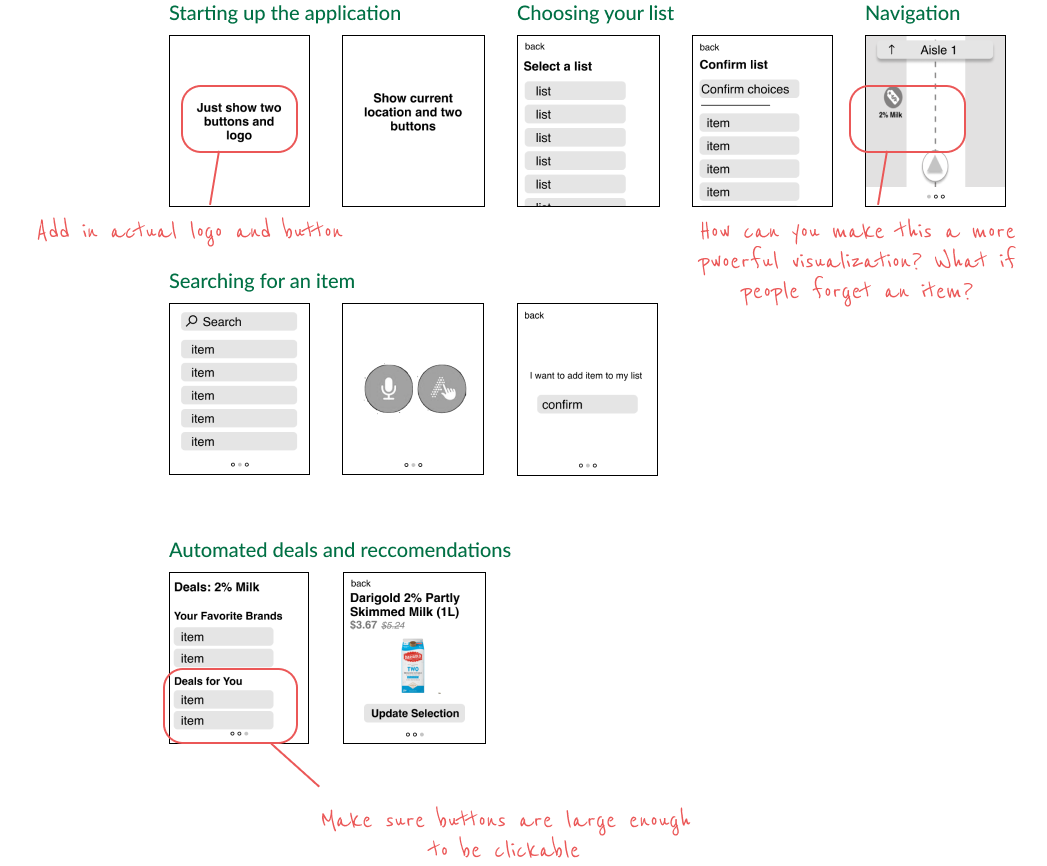 Starting up the application
Choosing your list
Navigation
Just show two
buttons and
logo
Show current
location and two
buttons
back
Select a list
list
list
list
list
list
list
back
Confirm list
Confirm choices
item
item
item
item
↑ Aisle 1
2% Milk
Add in actual logo and button
How can you make this a more
pwoerful visualization? What if
people forget an item?
Searching for an item
Search
item
item
item
item
item
A
back
I want to add item to my list
confirm
Automated deals and reccomendations
Deals: 2% Milk
Your Favorite Brands
item
item
Deals for You
item
item
back
Darigold 2% Partly
Skimmed Milk (1L)
$3.67 $5.24
TWO
Update Selection
Make sure buttons are large enough
to be clickable